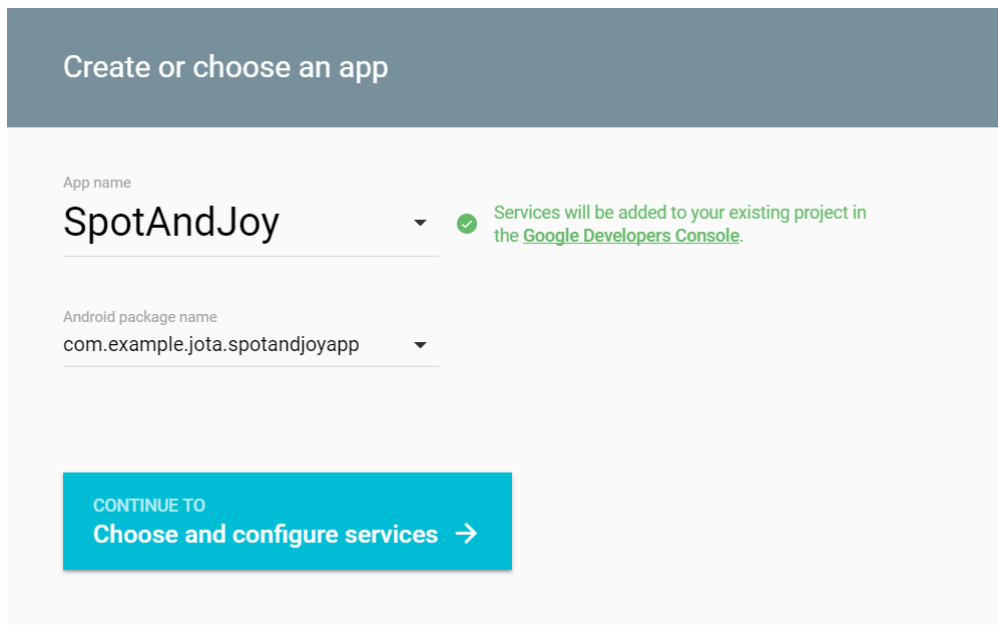 Create or choose an app
App name
SpotAndJoy
Services will be added to your existing project in
the Google Developers Console.
Android package name
com.example.jota.spotandjoyapp
CONTINUE TO
Choose and configure services →